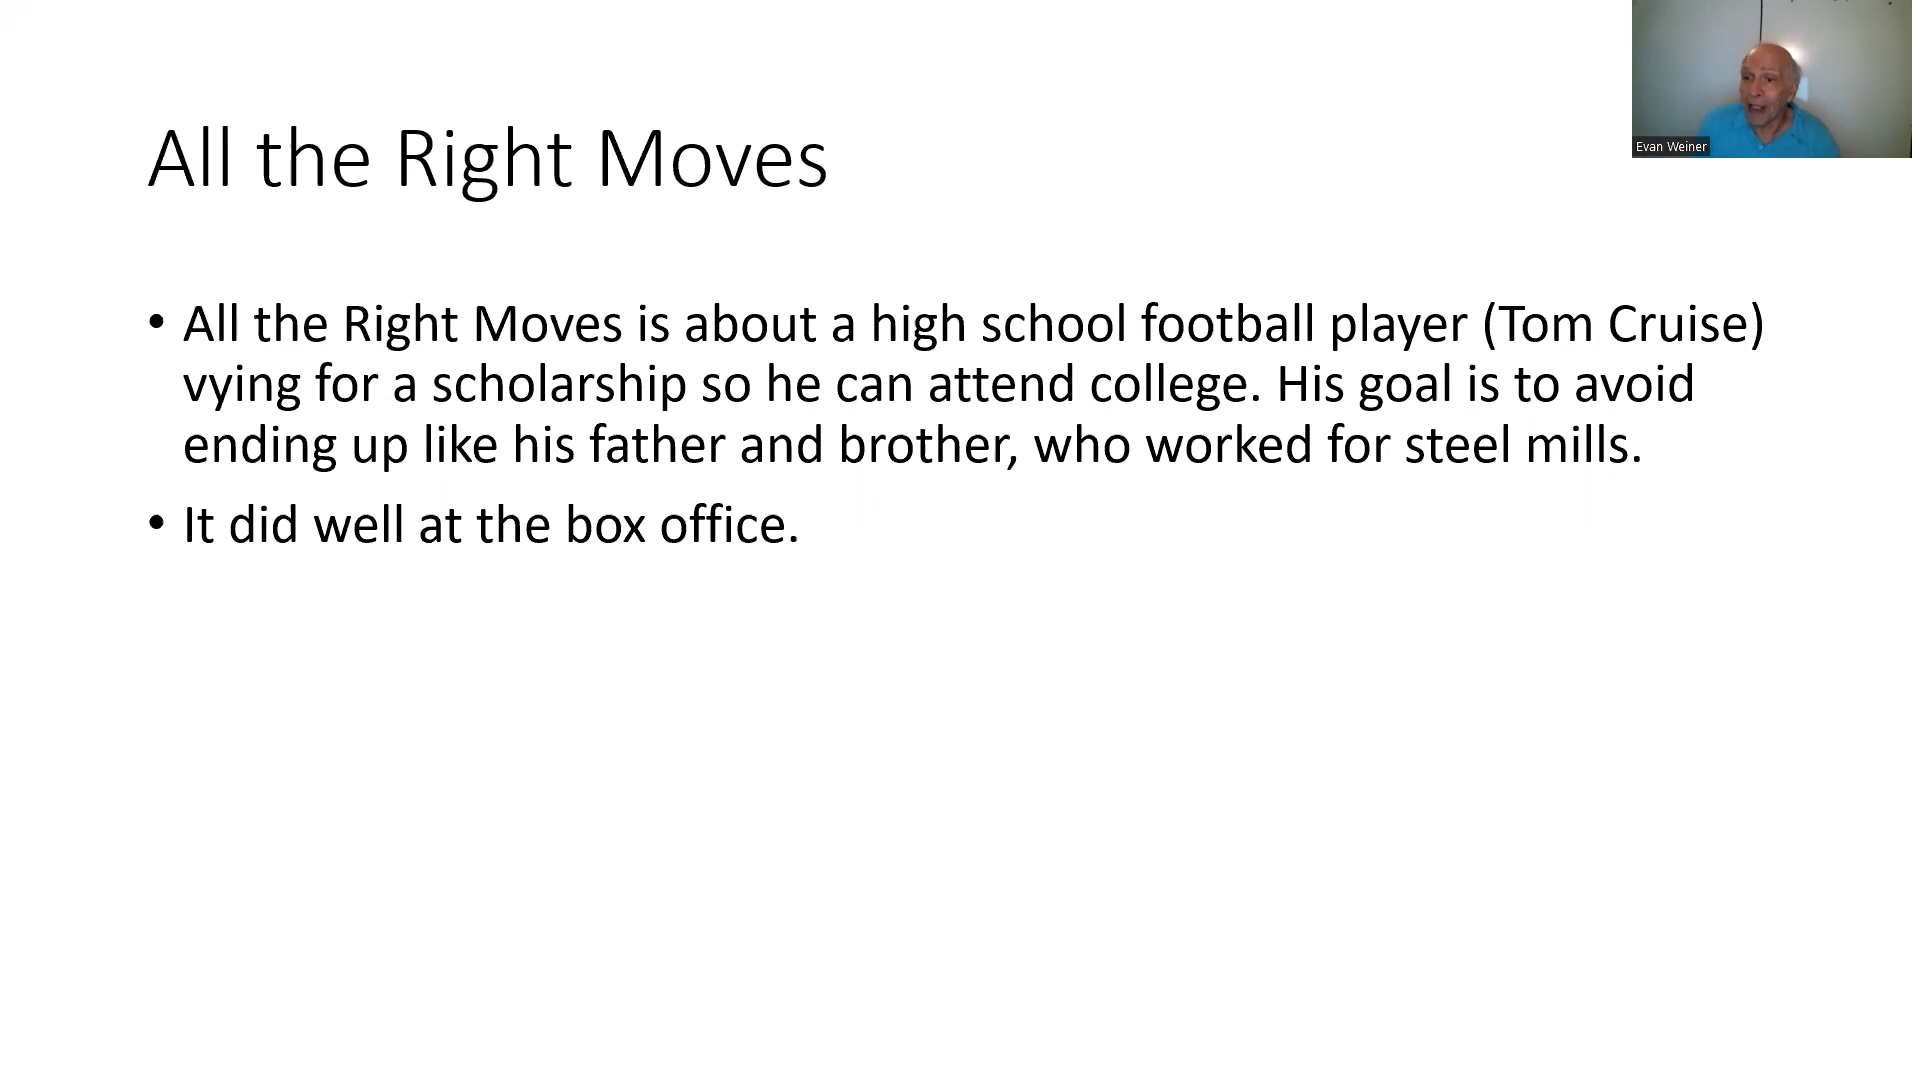 All the Right Moves
• All the Right Moves is about a high school football player (Tom Cruise)
vying for a scholarship so he can attend college. His goal is to avoid
ending up like his father and brother, who worked for steel mills.
• It did well at the box office.
Evan Weiner